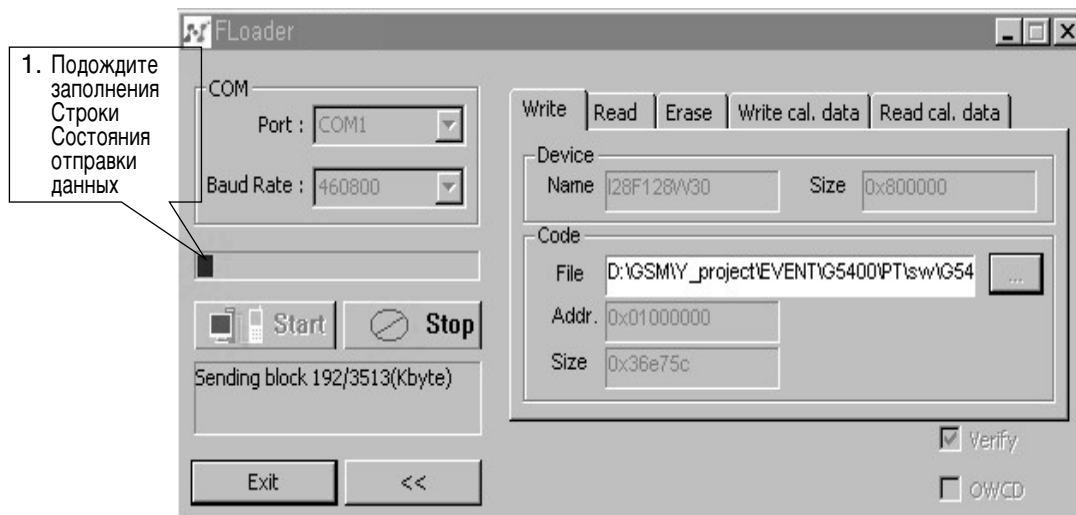 FLoader
1. Подождите
заполнения
Строки
Состояния
отправки
данных
COM
Port : COM1
Baud Rate : 460800
Start Stop
Sending block 192/3513(Kbyte)
Exit <<
Write Read Erase Write cal. data Read cal. data
Device
Name I28F128W30 Size 0x800000
Code
File D:\GSM\Y_project\EVENT\G5400\PT\sw\G54 ...
Addr. 0x01000000
Size 0x36e75c
Verify
OWCD